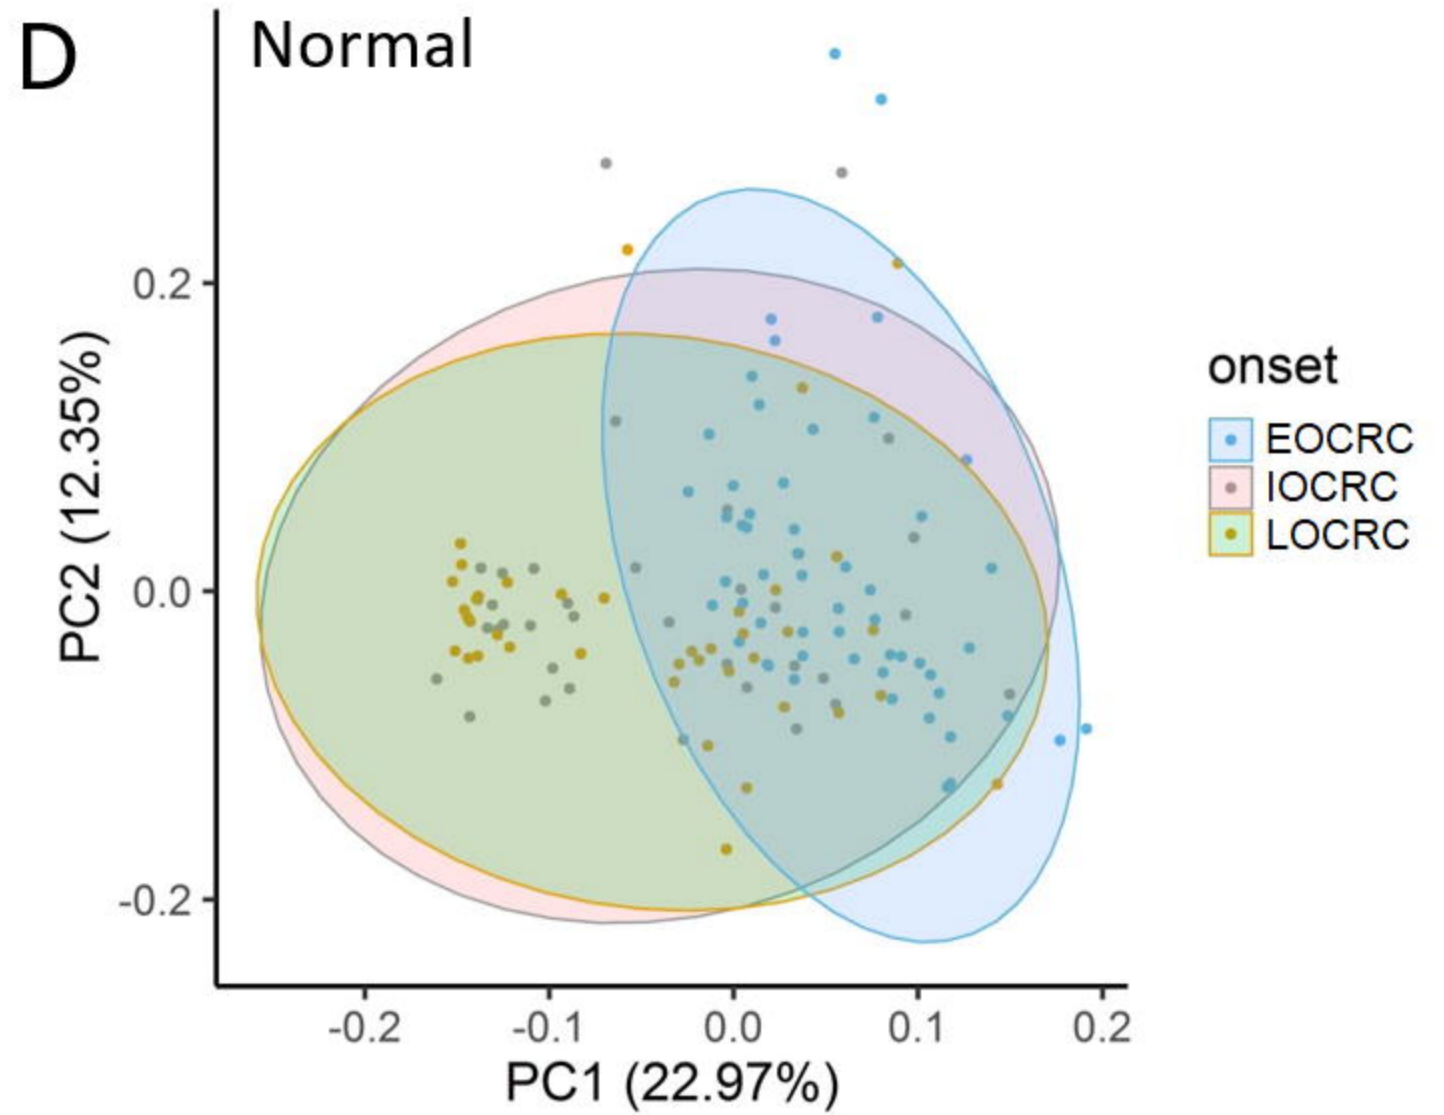 D
Normal
PC2 (12.35%)
0.2
0.0
-0.2
-0.2 -0.1 0.0 0.1 0.2
PC1 (22.97%)
onset
EOCRC
IOCRC
LOCRC